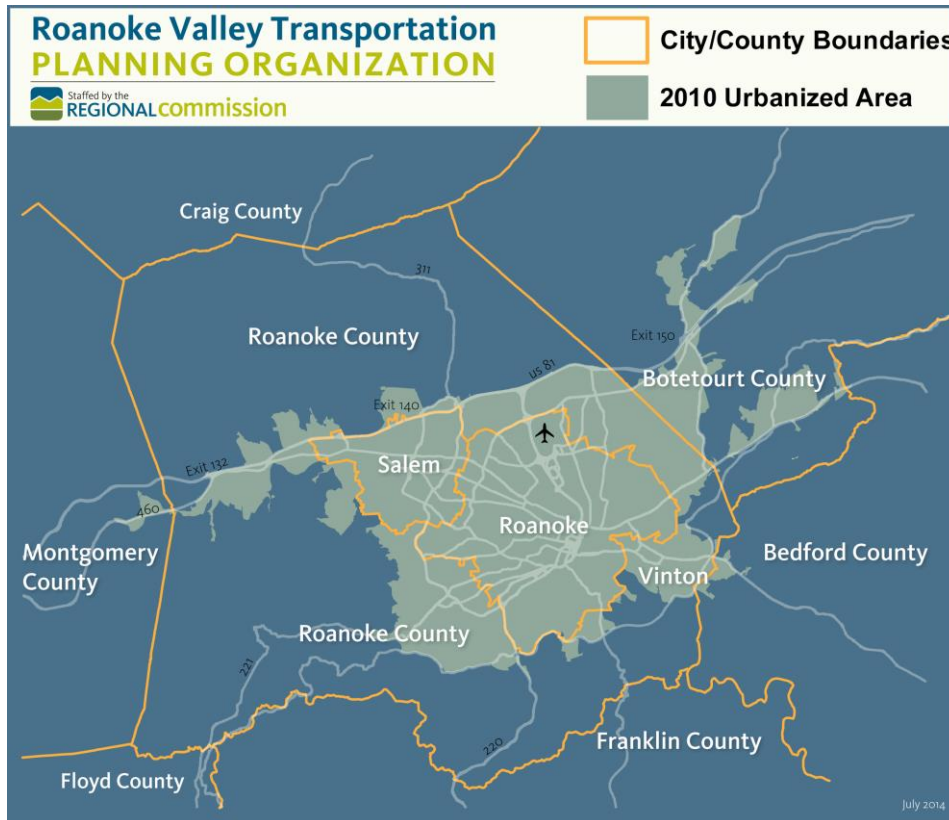 Roanoke Valley Transportation
PLANNING ORGANIZATION
Staffed by the
REGIONALcommission
City/County Boundaries
2010 Urbanized Area
Craig County
311
Roanoke County
Exit 150
US 81
Botetourt County
Exit 140
Salem
Exit 132
460
Roanoke
Montgomery
County
Bedford County
Vinton
Roanoke County
221
220
Franklin County
Floyd County
July 2014